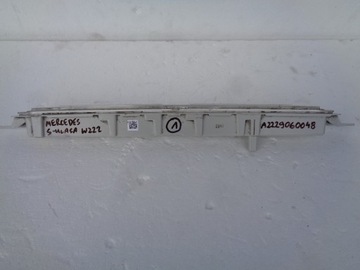 MERCEDES
S-KLASA W222
1
A2229060048